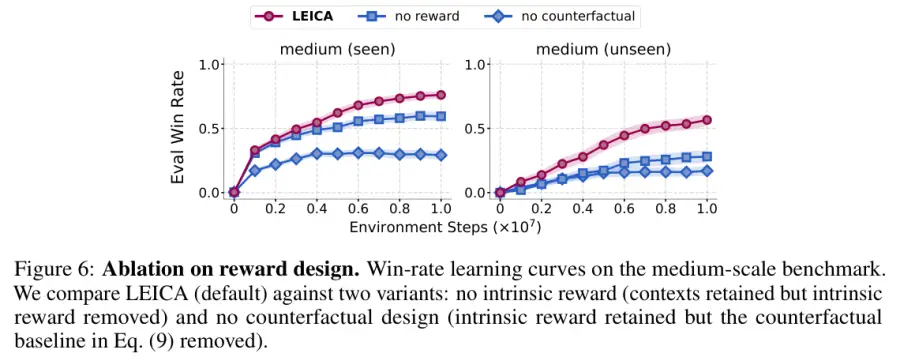 LEICA no reward no counterfactual
medium (seen) medium (unseen)
Eval Win Rate
1.0 1.0
0.5 0.5
0.0 0.0
0 0.2 0.4 0.6 0.8 1.0 0 0.2 0.4 0.6 0.8 1.0
Environment Steps (×10⁷)
Figure 6: Ablation on reward design. Win-rate learning curves on the medium-scale benchmark.
We compare LEICA (default) against two variants: no intrinsic reward (contexts retained but intrinsic
reward removed) and no counterfactual design (intrinsic reward retained but the counterfactual
baseline in Eq. (9) removed).